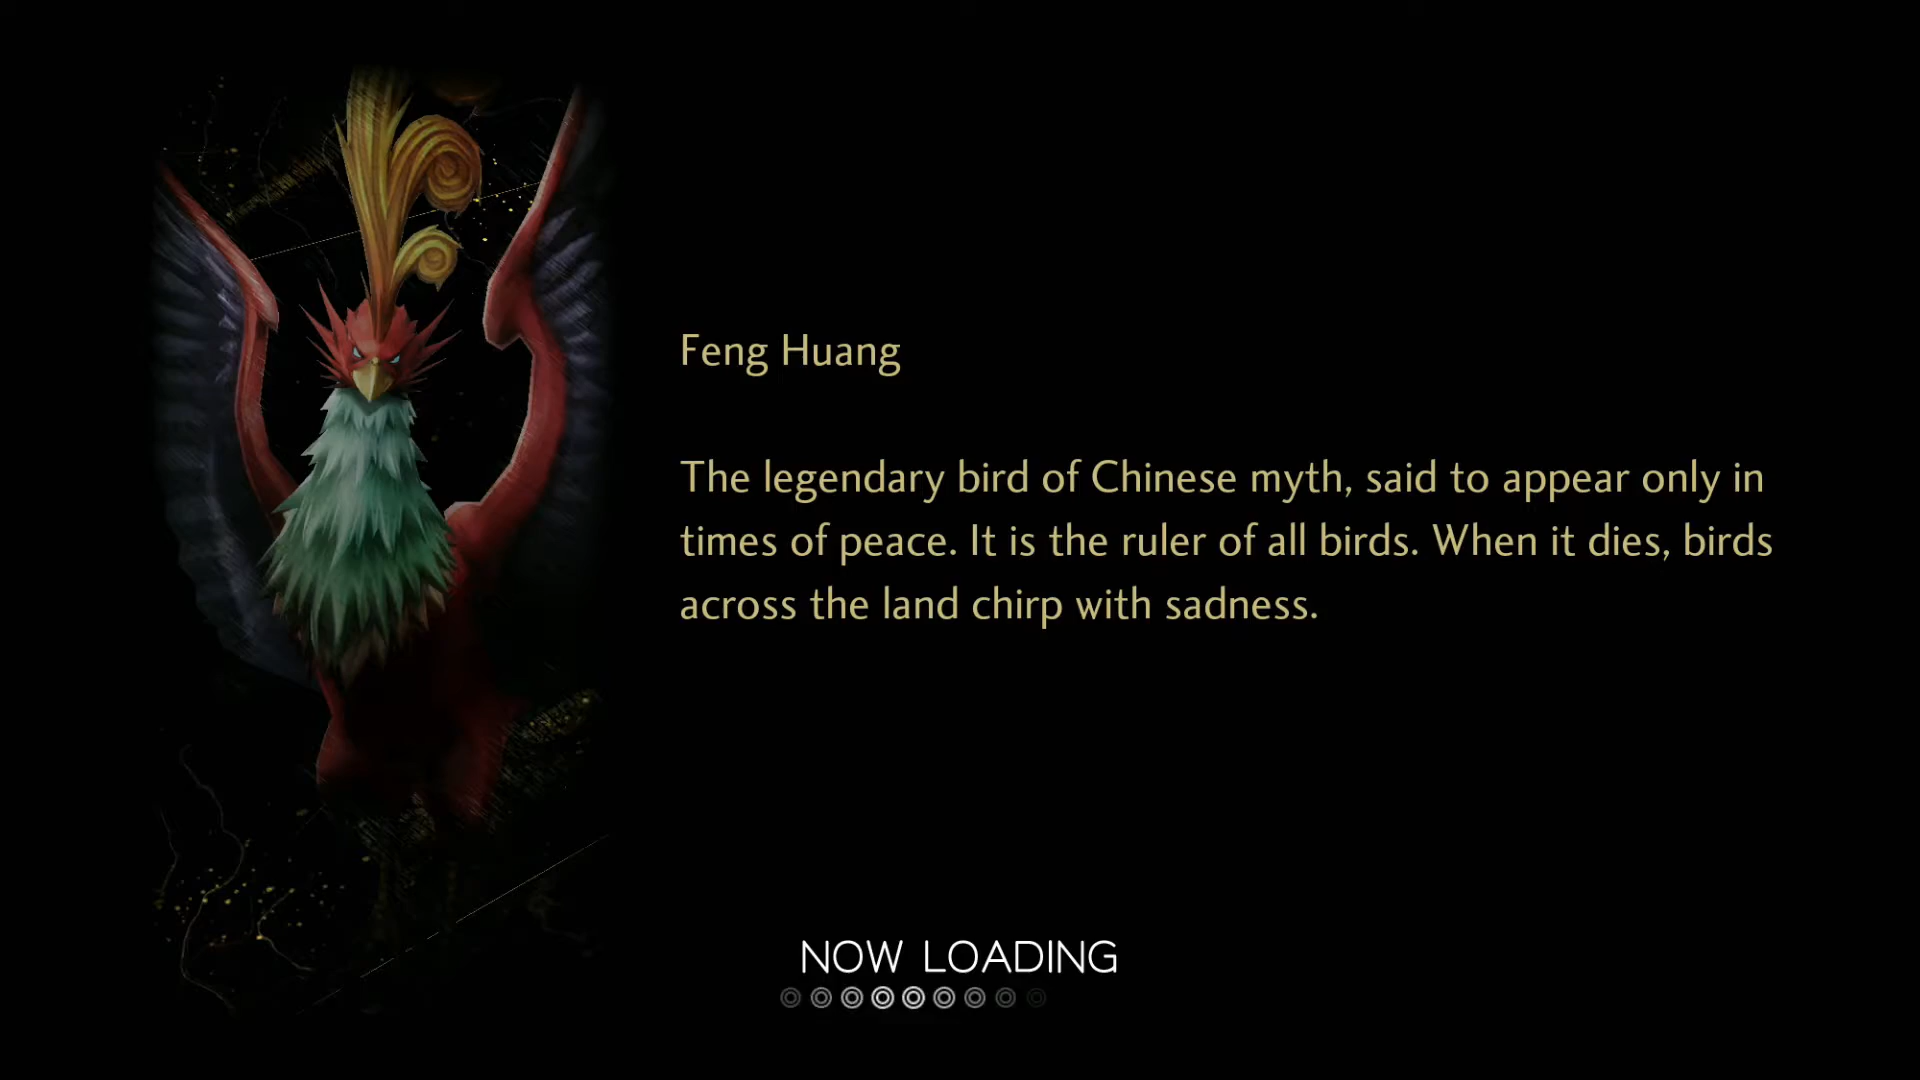 Feng Huang
The legendary bird of Chinese myth, said to appear only in
times of peace. It is the ruler of all birds. When it dies, birds
across the land chirp with sadness.
NOW LOADING